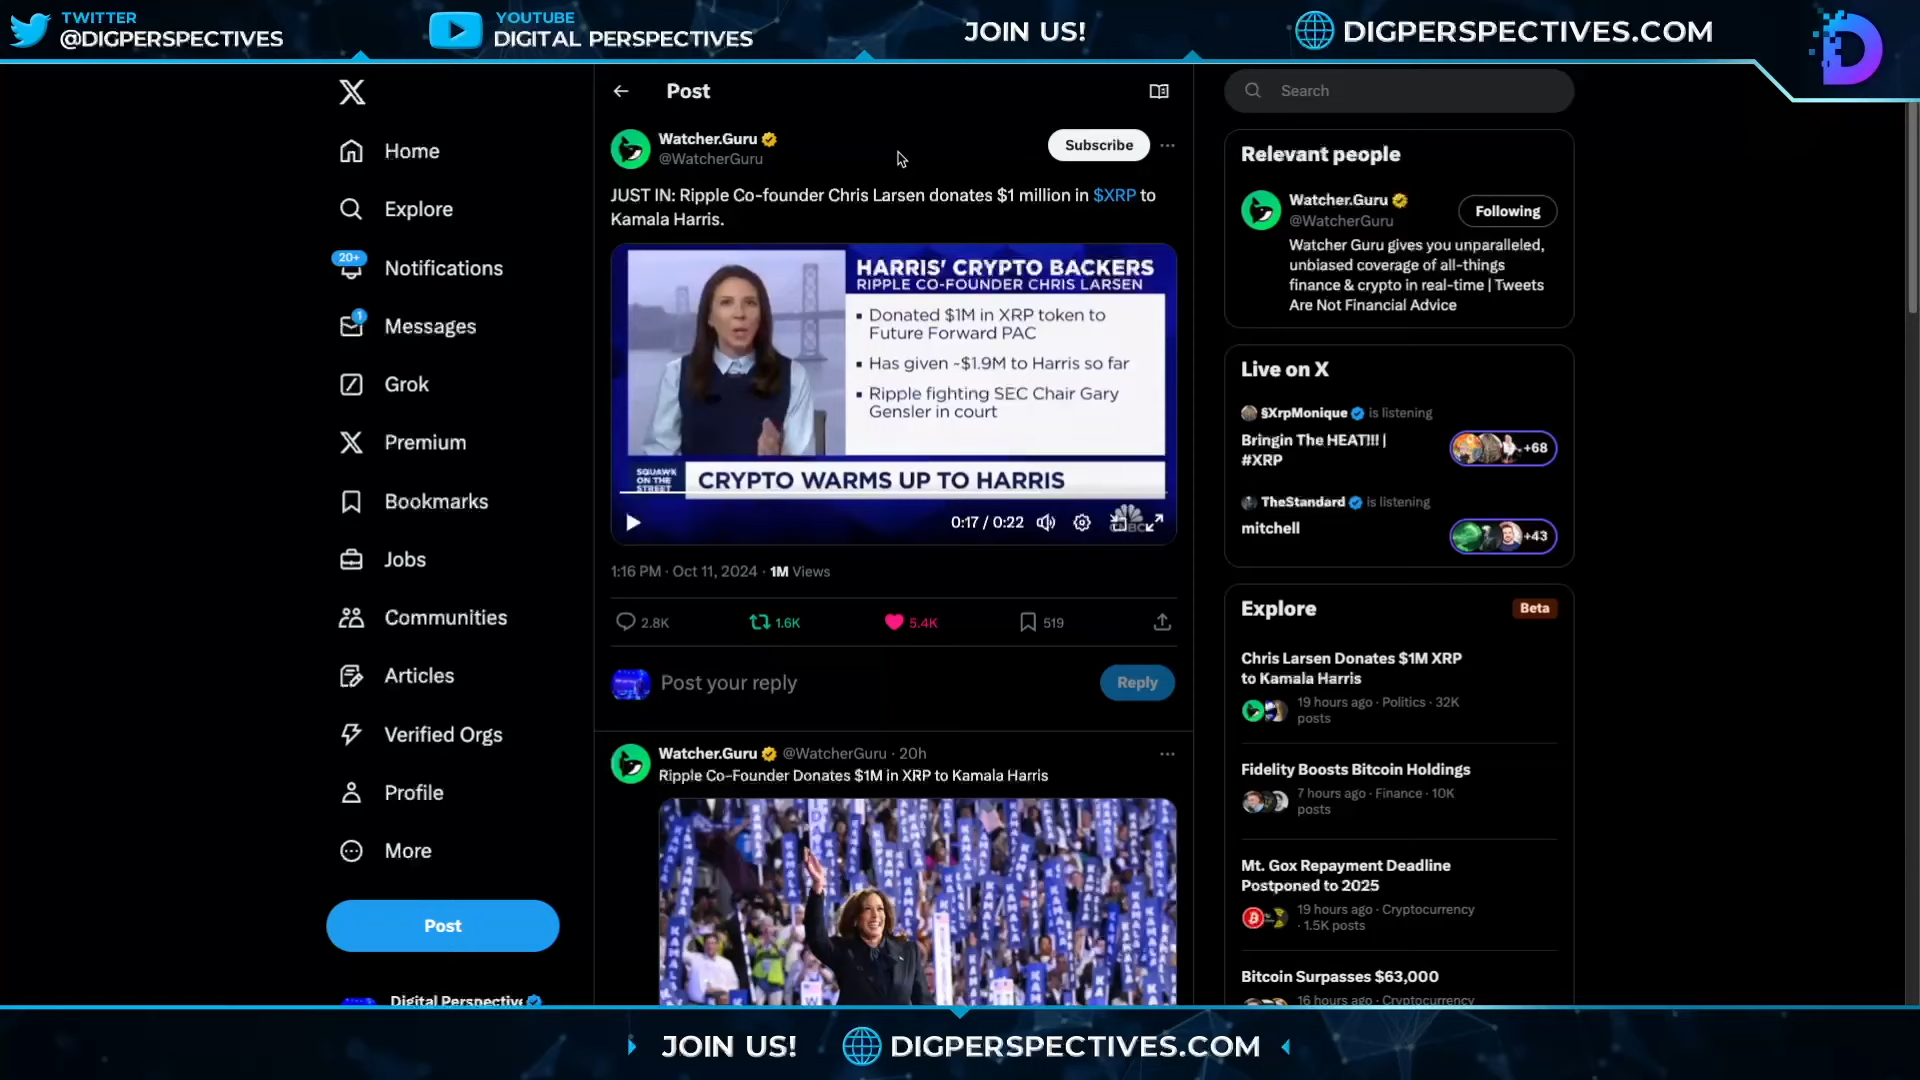 TWITTER
@DIGPERSPECTIVES
YOUTUBE
DIGITAL PERSPECTIVES
JOIN US!
DIGPERSPECTIVES.COM
Home
Explore
20+
Notifications
1
Messages
Grok
Premium
Bookmarks
Jobs
Communities
Articles
Verified Orgs
Profile
More
Post
Digital Perspective
Post
Watcher.Guru
@WatcherGuru
Subscribe
JUST IN: Ripple Co-founder Chris Larsen donates $1 million in $XRP to
Kamala Harris.
HARRIS' CRYPTO BACKERS
RIPPLE CO-FOUNDER CHRIS LARSEN
▪ Donated $1M in XRP token to
Future Forward PAC
▪ Has given ~$1.9M to Harris so far
▪ Ripple fighting SEC Chair Gary
Gensler in court
SQUAWK
ON THE
STREET
CRYPTO WARMS UP TO HARRIS
0:17 / 0:22
1:16 PM · Oct 11, 2024 · 1M Views
2.8K
1.6K
5.4K
519
Post your reply
Reply
Watcher.Guru @WatcherGuru · 20h
Ripple Co-Founder Donates $1M in XRP to Kamala Harris
KAMALA
Search
Relevant people
Watcher.Guru
@WatcherGuru
Following
Watcher Guru gives you unparalleled,
unbiased coverage of all-things
finance & crypto in real-time | Tweets
Are Not Financial Advice
Live on X
§XrpMonique is listening
Bringin The HEAT!!! |
#XRP
+68
TheStandard is listening
mitchell
+43
Explore
Beta
Chris Larsen Donates $1M XRP
to Kamala Harris
19 hours ago · Politics · 32K
posts
Fidelity Boosts Bitcoin Holdings
7 hours ago · Finance · 10K
posts
Mt. Gox Repayment Deadline
Postponed to 2025
19 hours ago · Cryptocurrency
· 1.5K posts
Bitcoin Surpasses $63,000
16 hours ago · Cryptocurrency
JOIN US!
DIGPERSPECTIVES.COM